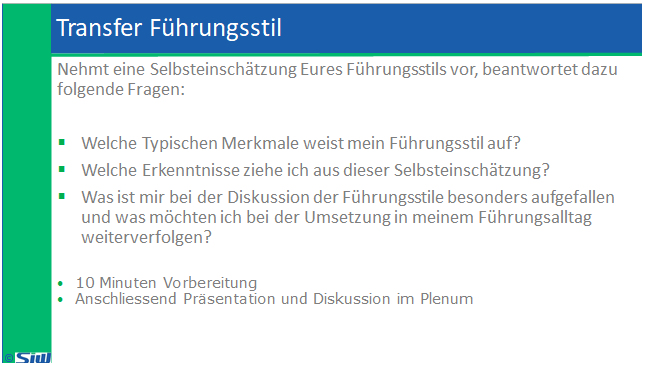 Transfer Führungsstil
Nehmt eine Selbsteinschätzung Eures Führungsstils vor, beantwortet dazu
folgende Fragen:
▪ Welche Typischen Merkmale weist mein Führungsstil auf?
▪ Welche Erkenntnisse ziehe ich aus dieser Selbsteinschätzung?
▪ Was ist mir bei der Diskussion der Führungsstile besonders aufgefallen
und was möchten ich bei der Umsetzung in meinem Führungsalltag
weiterverfolgen?
• 10 Minuten Vorbereitung
• Anschliessend Präsentation und Diskussion im Plenum
© SIW